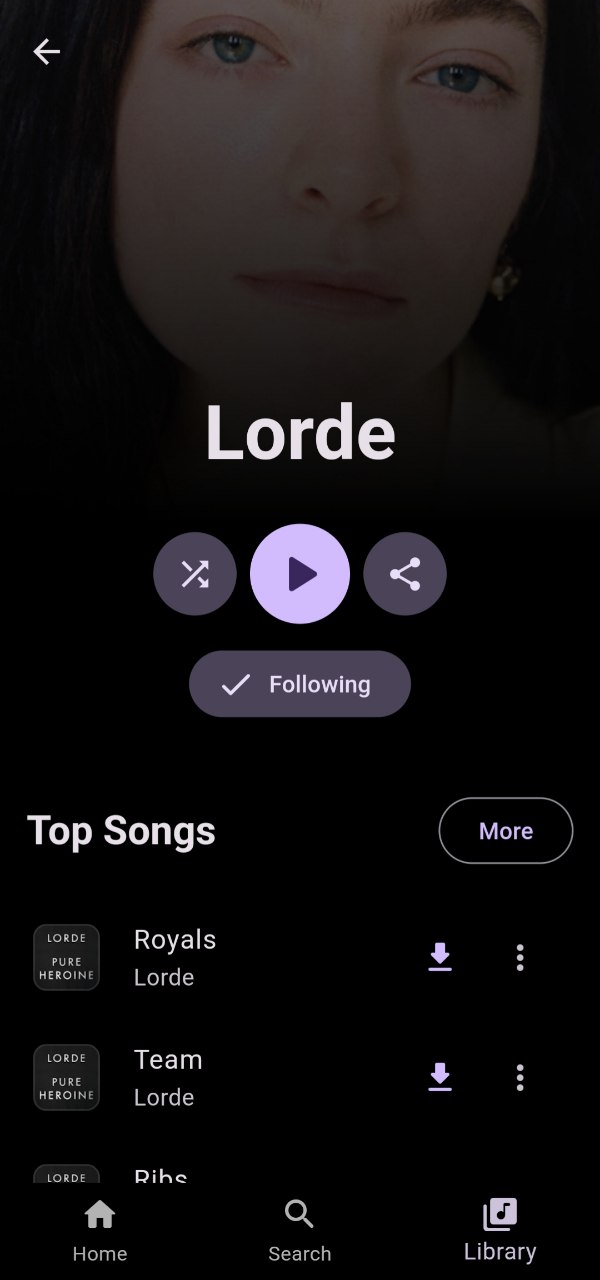 Lorde
Following
Top Songs
More
LORDE
PURE
HEROINE
Royals
Lorde
LORDE
PURE
HEROINE
Team
Lorde
LORDE
Ribs
Home
Search
Library